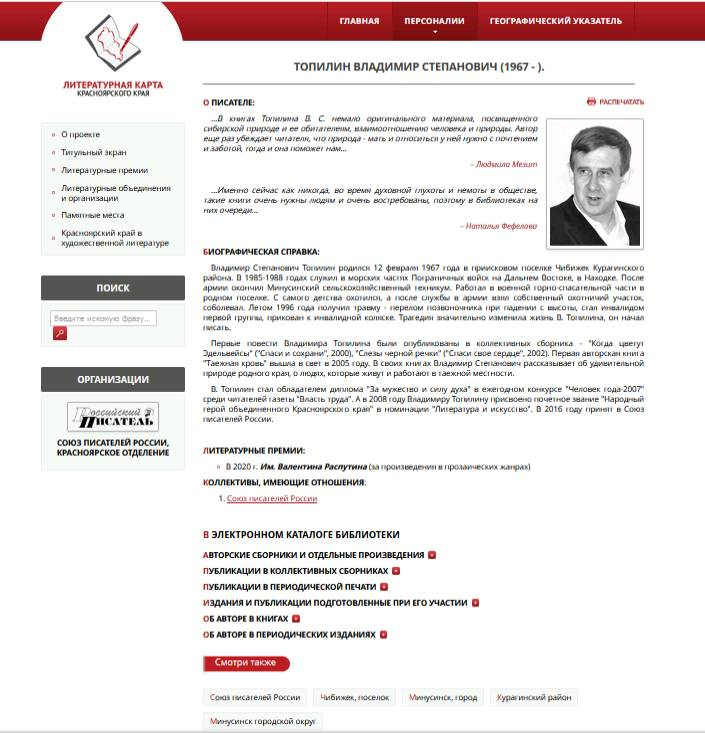 ГЛАВНАЯ
ПЕРСОНАЛИИ
ГЕОГРАФИЧЕСКИЙ УКАЗАТЕЛЬ
ЛИТЕРАТУРНАЯ КАРТА
КРАСНОЯРСКОГО КРАЯ
О проекте
Титульный экран
Литературные премии
Литературные объединения
и организации
Памятные места
Красноярский край в
художественной литературе
ПОИСК
Введите искомую фразу...
ОРГАНИЗАЦИИ
Российский
ПИСАТЕЛЬ
СОЮЗ ПИСАТЕЛЕЙ РОССИИ,
КРАСНОЯРСКОЕ ОТДЕЛЕНИЕ
ТОПИЛИН ВЛАДИМИР СТЕПАНОВИЧ (1967 - ).
О ПИСАТЕЛЕ:
РАСПЕЧАТАТЬ
...В книгах Топилина В. С. немало оригинального материала, посвященного
сибирской природе и ее обитателям, взаимоотношению человека и природы. Автор
еще раз убеждает читателя, что природа - мать и относиться у ней нужно с почтением
и заботой, тогда и она поможет нам...
– Людмила Мезит
...Именно сейчас как никогда, во время духовной глухоты и немоты в обществе,
такие книги очень нужны людям и очень востребованы, поэтому в библиотеках на
них очереди...
– Наталья Фефелова
БИОГРАФИЧЕСКАЯ СПРАВКА:
Владимир Степанович Топилин родился 12 февраля 1967 года в приисковом поселке Чибижек Курагинского
района. В 1985-1988 годах служил в морских частях Пограничных войск на Дальнем Востоке, в Находке. После
армии окончил Минусинский сельскохозяйственный техникум. Работал в военной горно-спасательной части в
родном поселке. С самого детства охотился, а после службы в армии взял собственный охотничий участок,
соболевал. Летом 1996 года получил травму - перелом позвоночника при падении с высоты, стал инвалидом
первой группы, прикован к инвалидной коляске. Трагедия значительно изменила жизнь В. Топилина, он начал
писать.
Первые повести Владимира Топилина были опубликованы в коллективных сборника - "Когда цветут
Эдельвейсы" ("Спаси и сохрани", 2000), "Слезы черной речки" ("Спаси свое сердце", 2002). Первая авторская книга
"Таежная кровь" вышла в свет в 2005 году. В своих книгах Владимир Степанович рассказывает об удивительной
природе родного края, о людях, которые живут и работают в таежной местности.
В. Топилин стал обладателем диплома "За мужество и силу духа" в ежегодном конкурсе "Человек года-2007"
среди читателей газеты "Власть труда". А в 2008 году Владимиру Топилину присвоено почетное звание "Народный
герой объединенного Красноярского края" в номинации "Литература и искусство". В 2016 году принят в Союз
писателей России.
ЛИТЕРАТУРНЫЕ ПРЕМИИ:
В 2020 г. Им. Валентина Распутина (за произведения в прозаических жанрах)
КОЛЛЕКТИВЫ, ИМЕЮЩИЕ ОТНОШЕНИЯ:
1. Союз писателей России
В ЭЛЕКТРОННОМ КАТАЛОГЕ БИБЛИОТЕКИ
АВТОРСКИЕ СБОРНИКИ И ОТДЕЛЬНЫЕ ПРОИЗВЕДЕНИЯ
ПУБЛИКАЦИИ В КОЛЛЕКТИВНЫХ СБОРНИКАХ
ПУБЛИКАЦИИ В ПЕРИОДИЧЕСКОЙ ПЕЧАТИ
ИЗДАНИЯ И ПУБЛИКАЦИИ ПОДГОТОВЛЕННЫЕ ПРИ ЕГО УЧАСТИИ
ОБ АВТОРЕ В КНИГАХ
ОБ АВТОРЕ В ПЕРИОДИЧЕСКИХ ИЗДАНИЯХ
Смотри также
Союз писателей России
Чибижек, поселок
Минусинск, город
Курагинский район
Минусинск городской округ